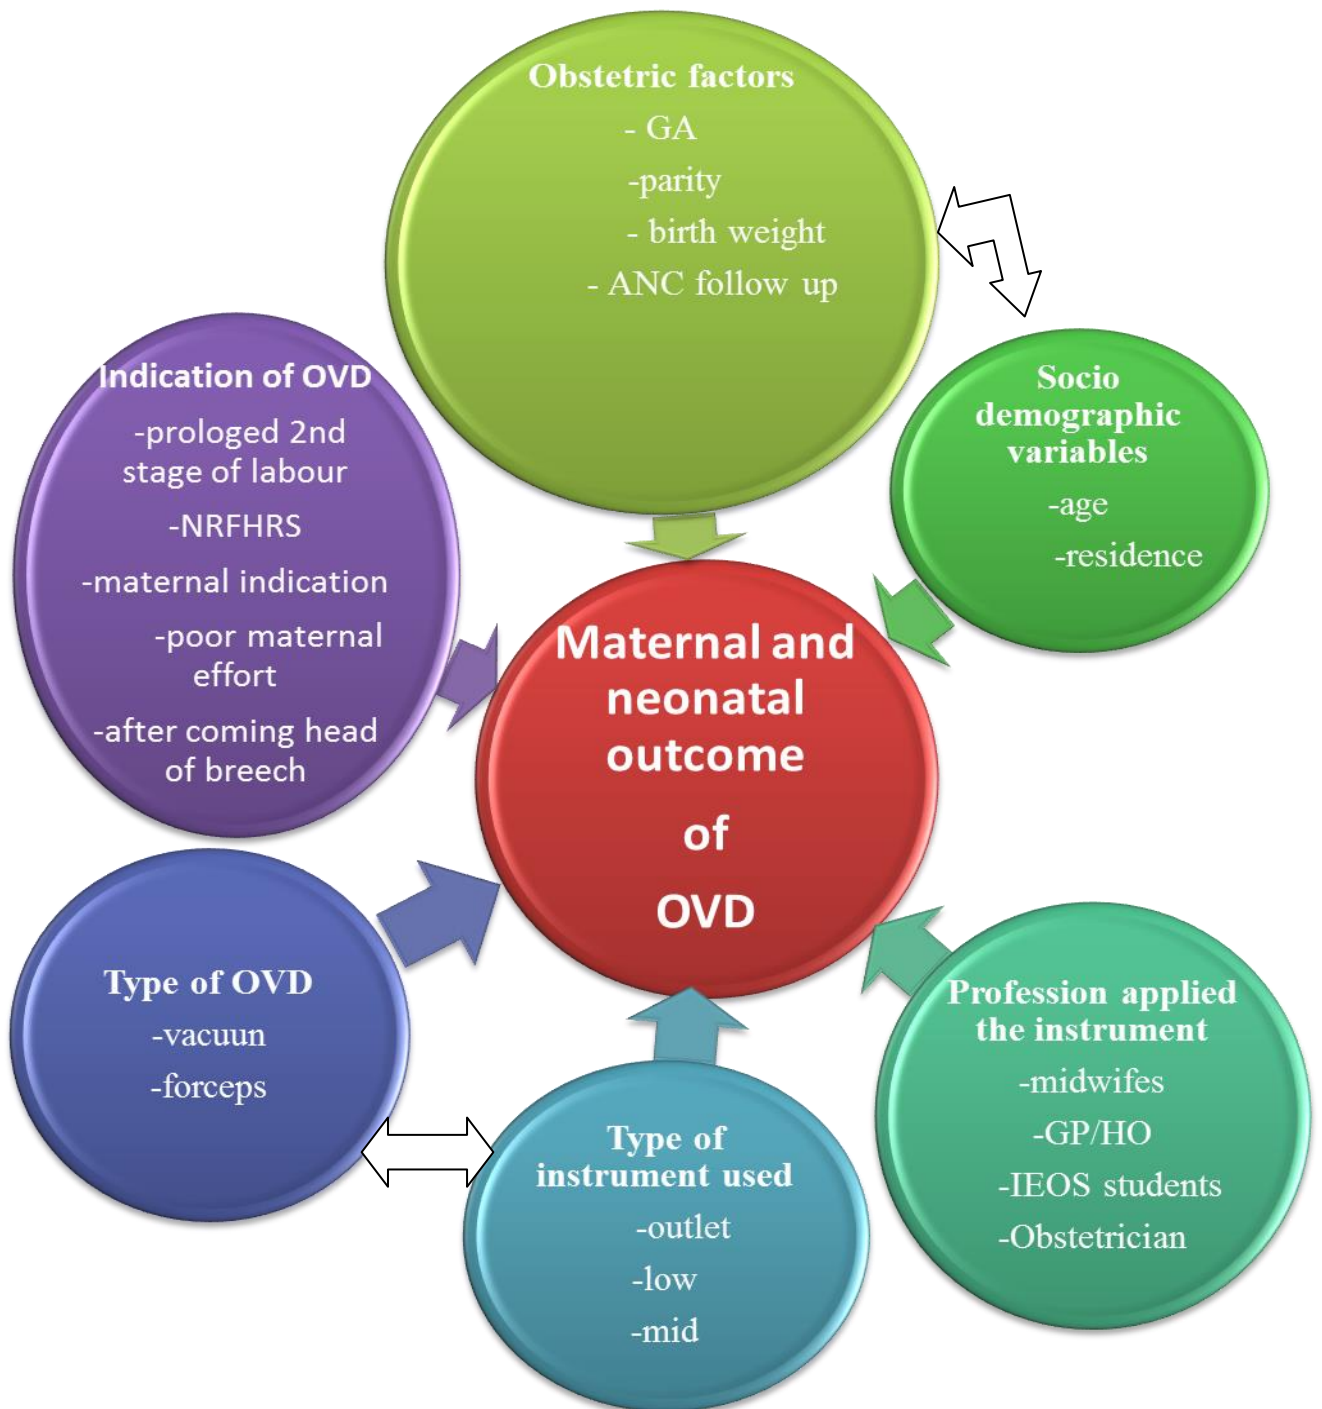 Obstetric factors
- GA
-parity
- birth weight
- ANC follow up
Indication of OVD
-prologed 2nd
stage of labour
-NRFHRS
-maternal indication
-poor maternal
effort
-after coming head
of breech
Socio
demographic
variables
-age
-residence
Maternal and
neonatal
outcome
of
OVD
Type of OVD
-vacuun
-forceps
Type of
instrument used
-outlet
-low
-mid
Profession applied
the instrument
-midwifes
-GP/HO
-IEOS students
-Obstetrician